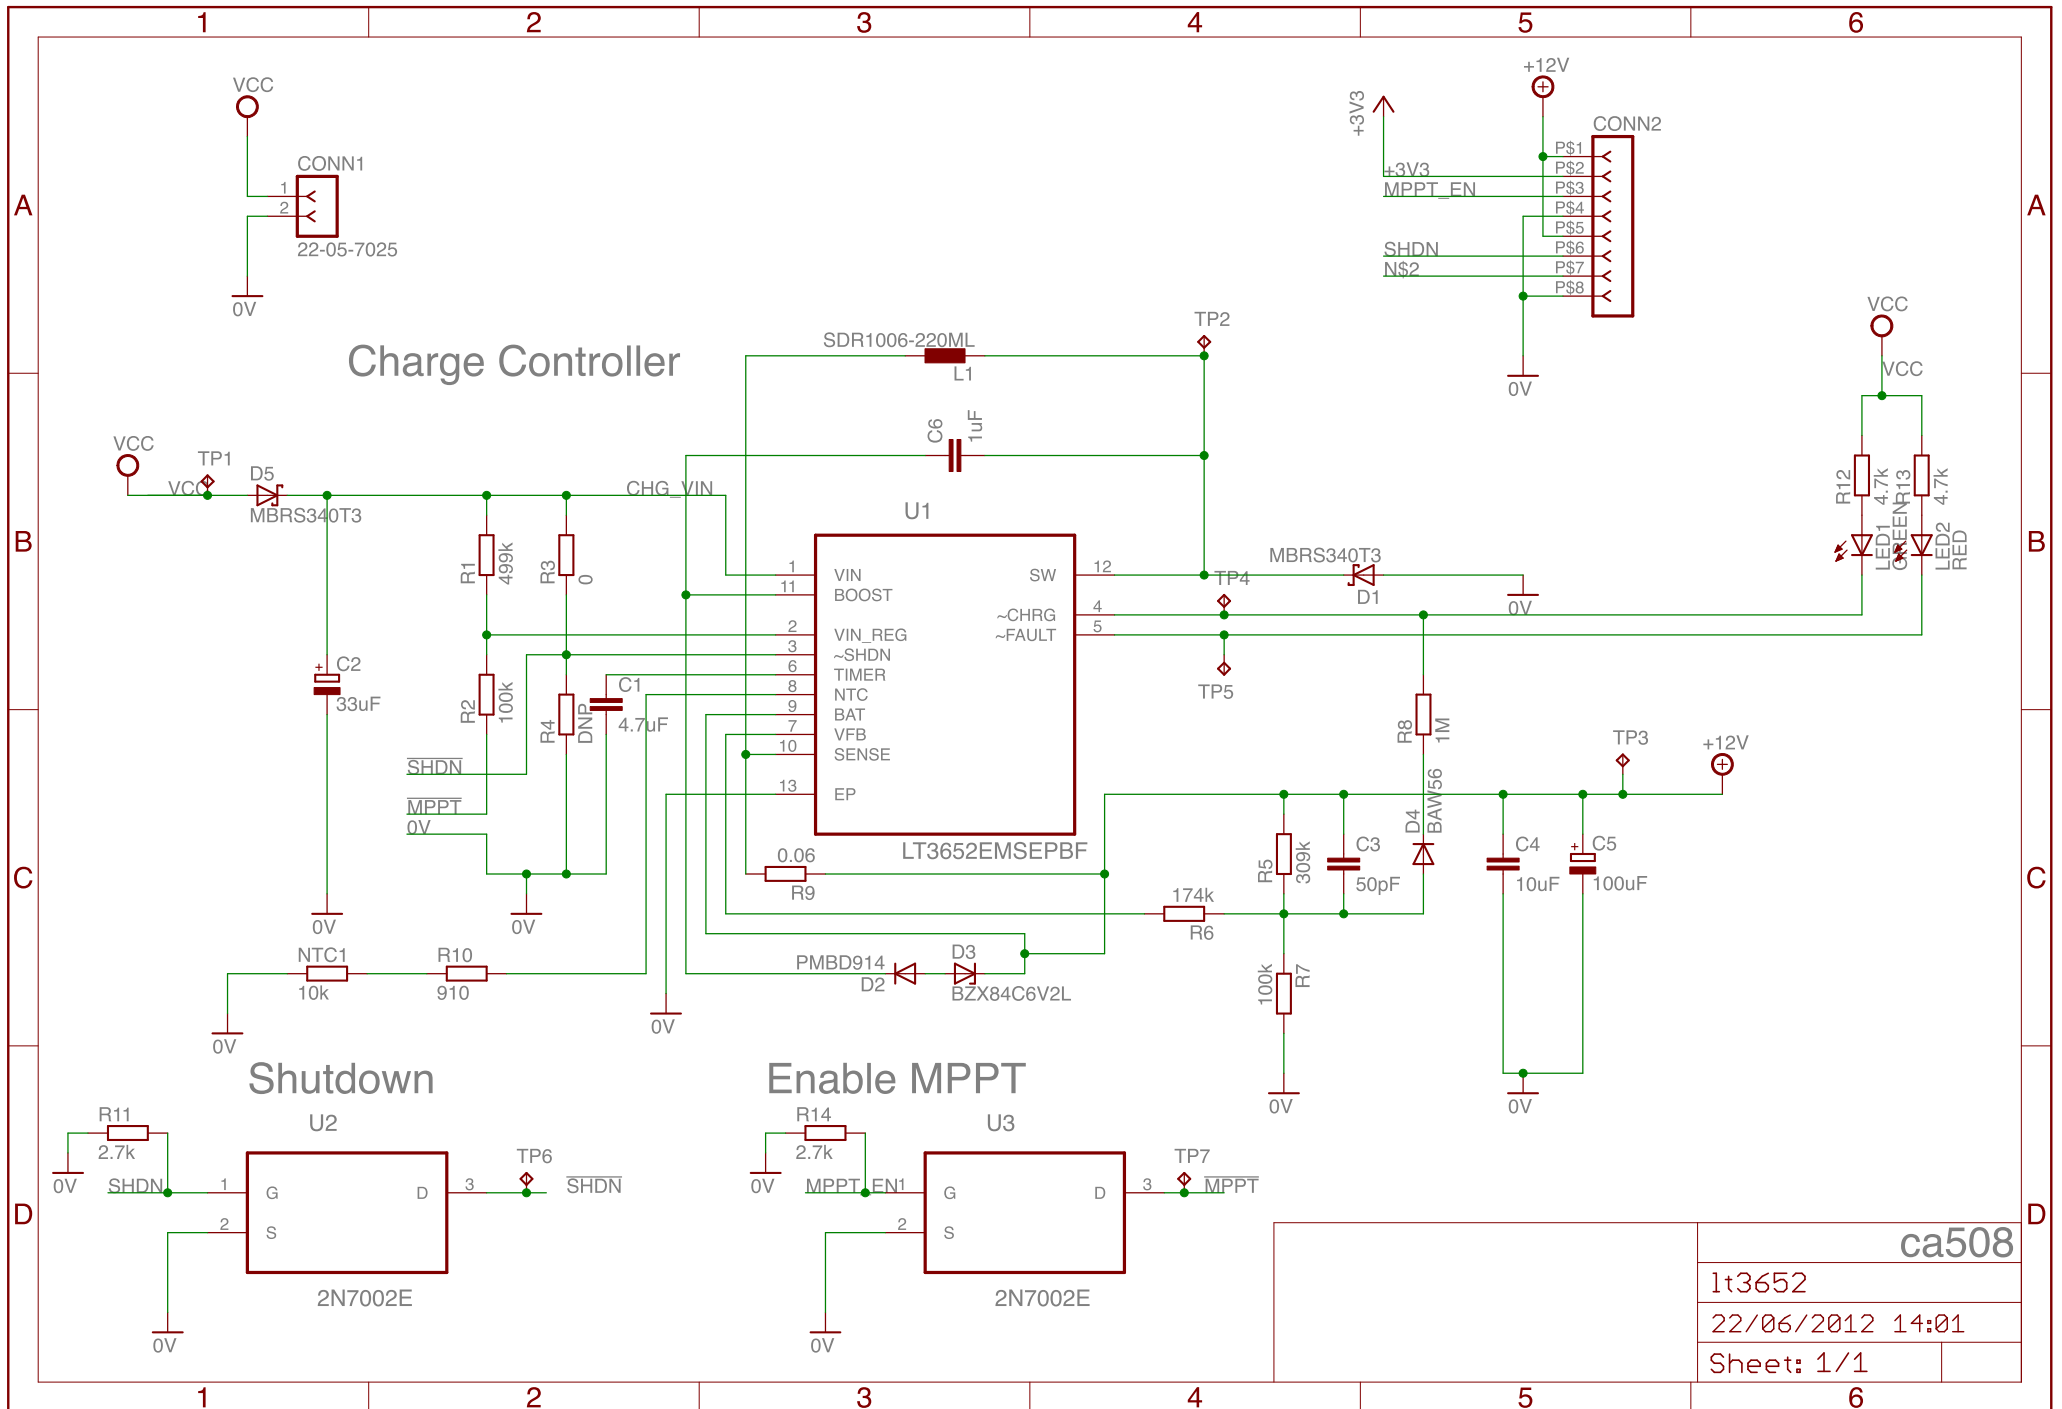 1 2 3 4 5 6
A A
B B
C C
D D
VCC
CONN1
1
2
22-05-7025
0V
+12V
+3V3
CONN2
P$1
P$2
P$3
P$4
P$5
P$6
P$7
P$8
+3V3
MPPT_EN
SHDN
N$2
0V
Charge Controller
SDR1006-220ML
L1
TP2
C6
1uF
VCC
VCC
R12
4.7k
R13
4.7k
LED1
GREEN
LED2
RED
VCC
TP1
VCC
D5
MBRS340T3
CHG_VIN
R1
499k
R3
0
U1
1 VIN
11 BOOST
2 VIN_REG
3 ~SHDN
6 TIMER
8 NTC
9 BAT
7 VFB
10 SENSE
13 EP
SW 12
~CHRG 4
~FAULT 5
LT3652EMSEPBF
MBRS340T3
D1
0V
TP4
TP5
C2
+
33uF
R2
100k
R4
DNP
C1
4.7uF
SHDN
MPPT
0V
0V
0V
R8
1M
D4
BAW56
TP3
+12V
0.06
R9
R5
309k
C3
50pF
C4
10uF
C5
+
100uF
174k
R6
NTC1
10k
R10
910
0V
PMBD914
D2
D3
BZX84C6V2L
0V
100k
R7
0V
0V
Shutdown
U2
R11
2.7k
0V
SHDN
1 G
2 S
D 3
TP6
SHDN
2N7002E
0V
Enable MPPT
U3
R14
2.7k
0V
MPPT_EN
1 G
2 S
D 3
TP7
MPPT
2N7002E
0V
ca508
lt3652
22/06/2012 14:01
Sheet: 1/1
1 2 3 4 5 6